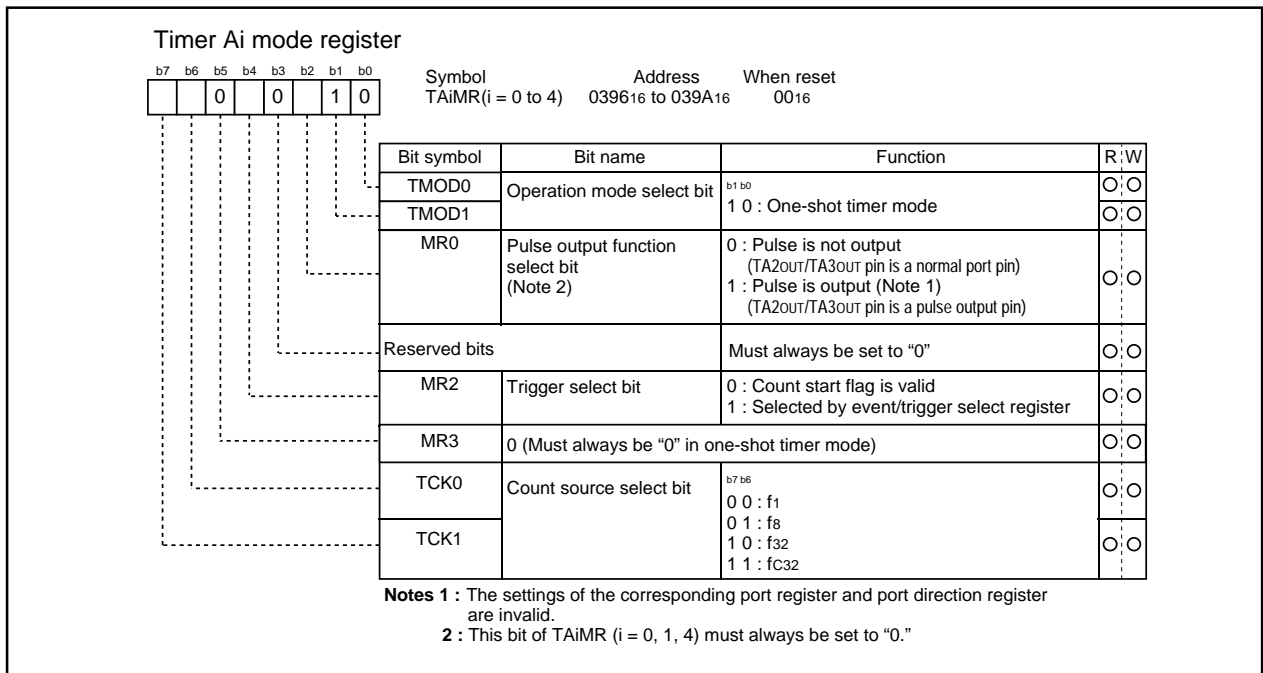 Timer Ai mode register
b7 b6 b5 b4 b3 b2 b1 b0
0 0 1 0
Symbol Address When reset
TAiMR(i = 0 to 4) 039616 to 039A16 0016
Bit symbol Bit name Function R W
TMOD0 Operation mode select bit b1 b0
TMOD1 1 0 : One-shot timer mode
MR0 Pulse output function select bit (Note 2) 0 : Pulse is not output
(TA2OUT/TA3OUT pin is a normal port pin)
1 : Pulse is output (Note 1)
(TA2OUT/TA3OUT pin is a pulse output pin)
Reserved bits Must always be set to “0”
MR2 Trigger select bit 0 : Count start flag is valid
1 : Selected by event/trigger select register
MR3 0 (Must always be “0” in one-shot timer mode)
TCK0 Count source select bit b7 b6
0 0 : f1
0 1 : f8
TCK1 1 0 : f32
1 1 : fC32
Notes 1 : The settings of the corresponding port register and port direction register
are invalid.
2 : This bit of TAiMR (i = 0, 1, 4) must always be set to “0.”